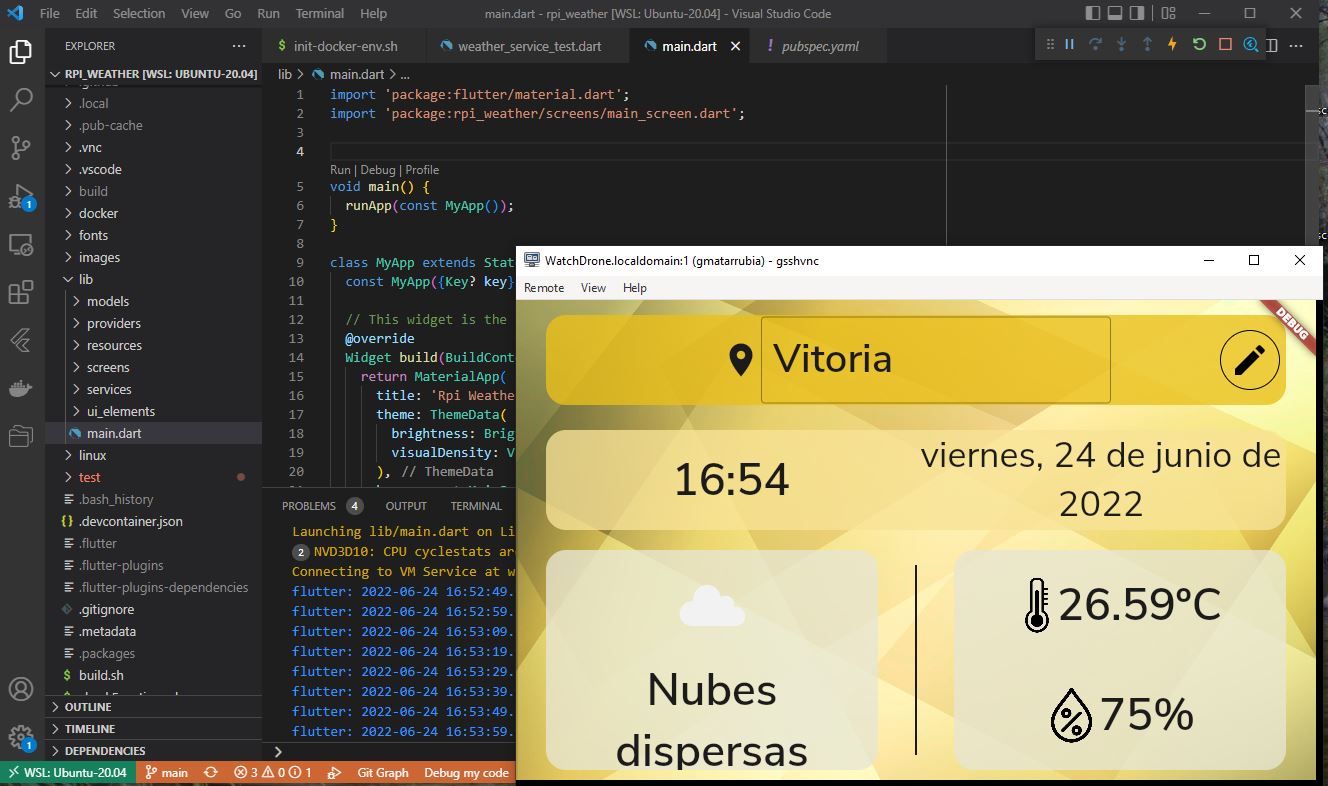 File Edit Selection View Go Run Terminal Help
main.dart - rpi_weather [WSL: Ubuntu-20.04] - Visual Studio Code
EXPLORER
init-docker-env.sh
weather_service_test.dart
main.dart
pubspec.yaml
RPI_WEATHER [WSL: UBUNTU-20.04]
.local
.pub-cache
.vnc
.vscode
build
docker
fonts
images
lib
models
providers
resources
screens
services
ui_elements
main.dart
linux
test
.bash_history
.devcontainer.json
.flutter
.flutter-plugins
.flutter-plugins-dependencies
.gitignore
.metadata
.packages
build.sh
OUTLINE
TIMELINE
DEPENDENCIES
1
1
lib > main.dart > ...
1 import 'package:flutter/material.dart';
2 import 'package:rpi_weather/screens/main_screen.dart';
3
4
Run | Debug | Profile
5 void main() {
6 runApp(const MyApp());
7 }
8
9 class MyApp extends Stat
10 const MyApp({Key? key}
11
12 // This widget is the
13 @override
14 Widget build(BuildCont
15 return MaterialApp(
16 title: 'Rpi Weathe
17 theme: ThemeData(
18 brightness: Brig
19 visualDensity: V
20 ), // ThemeData
PROBLEMS 4 OUTPUT TERMINAL
Launching lib/main.dart on Li
2 NVD3D10: CPU cyclestats ar
Connecting to VM Service at w
flutter: 2022-06-24 16:52:49.
flutter: 2022-06-24 16:52:59.
flutter: 2022-06-24 16:53:09.
flutter: 2022-06-24 16:53:19.
flutter: 2022-06-24 16:53:29.
flutter: 2022-06-24 16:53:39.
flutter: 2022-06-24 16:53:49.
flutter: 2022-06-24 16:53:59.
WSL: Ubuntu-20.04 main 3 0 1 Git Graph Debug my code
WatchDrone.localdomain:1 (gmatarrubia) - gsshvnc
Remote View Help
DEBUG
Vitoria
16:54
viernes, 24 de junio de
2022
Nubes
dispersas
26.59°C
75%